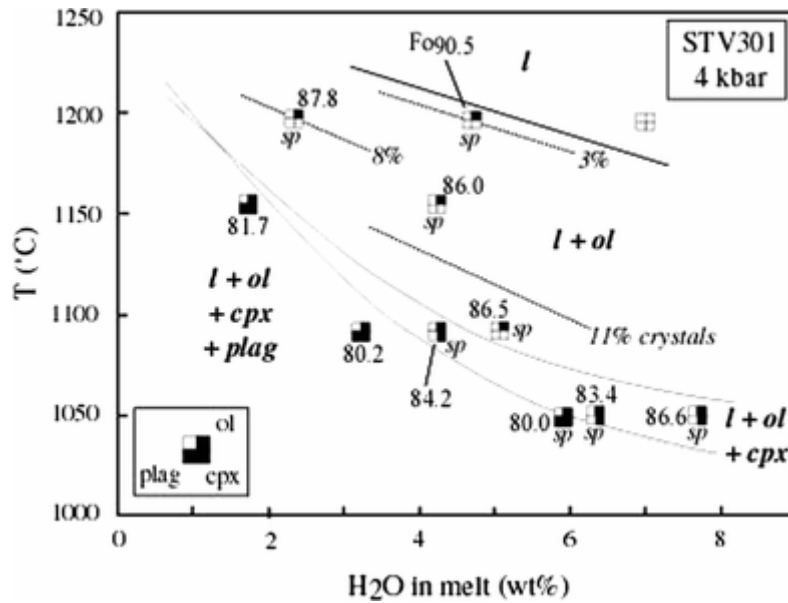 1250
1200
1150
1100
1050
1000
T (°C)
0
2
4
6
8
H2O in melt (wt%)
STV301
4 kbar
Fo90.5
l
87.8
sp
8%
sp
3%
86.0
sp
81.7
l + ol
l + ol
+ cpx
+ plag
11% crystals
86.5
sp
80.2
sp
84.2
83.4
80.0
sp
sp
86.6
sp
l + ol
+ cpx
ol
plag
cpx